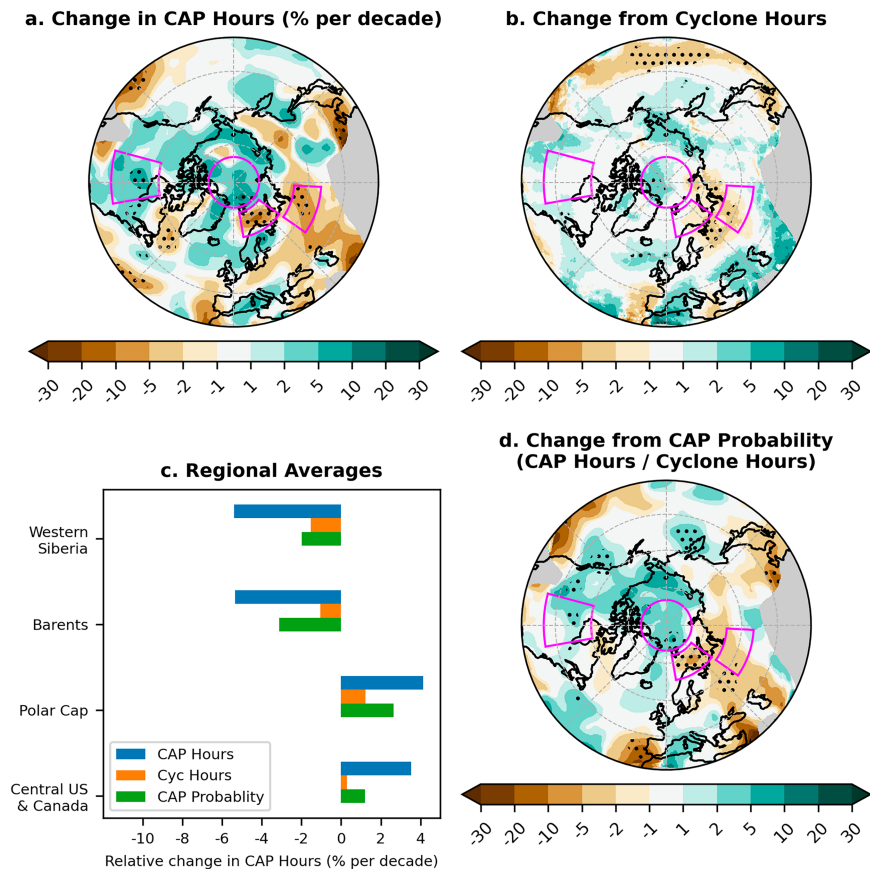 a. Change in CAP Hours (% per decade)
b. Change from Cyclone Hours
-30 -20 -10 -5 -2 -1 1 2 5 10 20 30
-30 -20 -10 -5 -2 -1 1 2 5 10 20 30
c. Regional Averages
Western
Siberia
Barents
Polar Cap
Central US
& Canada
CAP Hours
Cyc Hours
CAP Probablity
-10 -8 -6 -4 -2 0 2 4
Relative change in CAP Hours (% per decade)
d. Change from CAP Probability
(CAP Hours / Cyclone Hours)
-30 -20 -10 -5 -2 -1 1 2 5 10 20 30